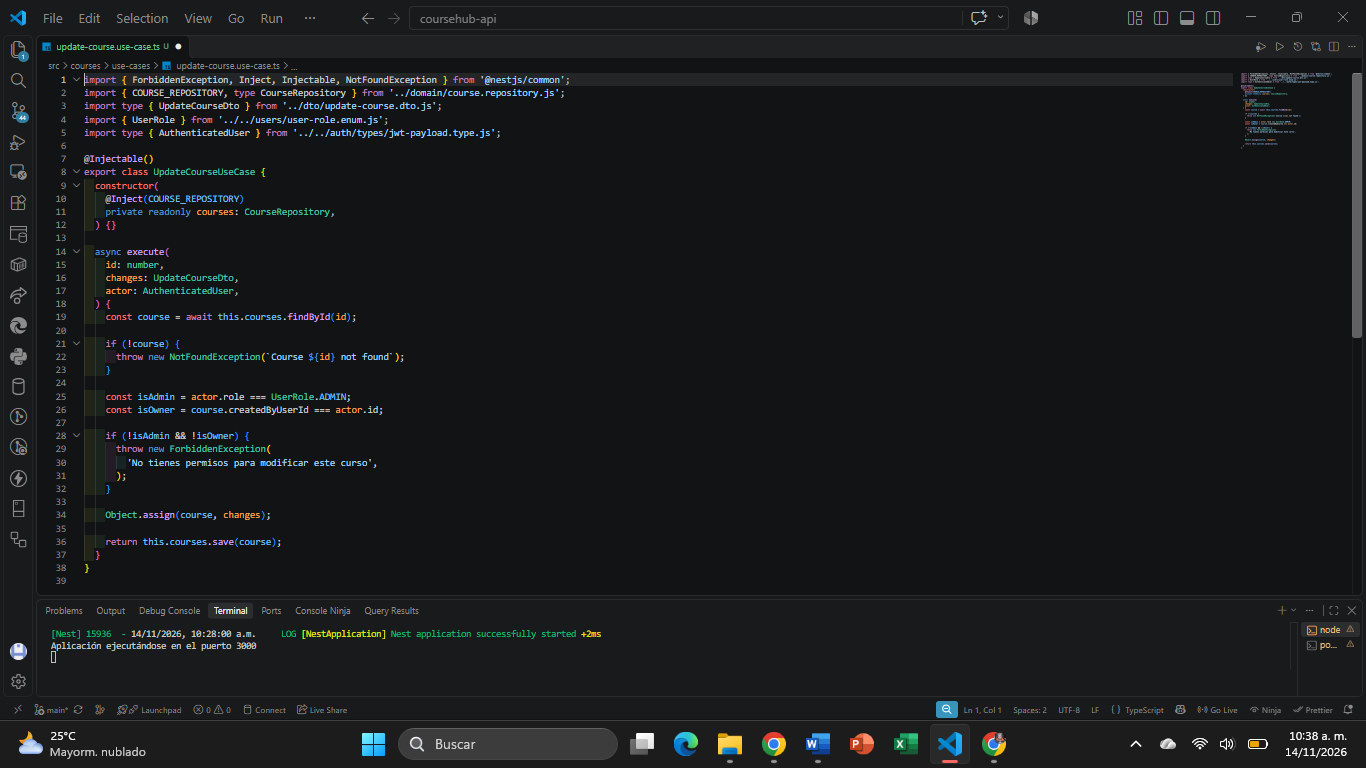 File Edit Selection View Go Run ··· coursehub-api
update-course.use-case.ts U
src > courses > use-cases > update-course.use-case.ts > ...
1 import { ForbiddenException, Inject, Injectable, NotFoundException } from '@nestjs/common';
2 import { COURSE_REPOSITORY, type CourseRepository } from '../domain/course.repository.js';
3 import type { UpdateCourseDto } from '../dto/update-course.dto.js';
4 import { UserRole } from '../../users/user-role.enum.js';
5 import type { AuthenticatedUser } from '../../auth/types/jwt-payload.type.js';
6
7 @Injectable()
8 export class UpdateCourseUseCase {
9 constructor(
10 @Inject(COURSE_REPOSITORY)
11 private readonly courses: CourseRepository,
12 ) {}
13
14 async execute(
15 id: number,
16 changes: UpdateCourseDto,
17 actor: AuthenticatedUser,
18 ) {
19 const course = await this.courses.findById(id);
20
21 if (!course) {
22 throw new NotFoundException(`Course ${id} not found`);
23 }
24
25 const isAdmin = actor.role === UserRole.ADMIN;
26 const isOwner = course.createdByUserId === actor.id;
27
28 if (!isAdmin && !isOwner) {
29 throw new ForbiddenException(
30 'No tienes permisos para modificar este curso',
31 );
32 }
33
34 Object.assign(course, changes);
35
36 return this.courses.save(course);
37 }
38 }
39
1
44
Problems Output Debug Console Terminal Ports Console Ninja Query Results
[Nest] 15936 - 14/11/2026, 10:28:00 a.m. LOG [NestApplication] Nest application successfully started +2ms
Aplicación ejecutándose en el puerto 3000
node
po...
main* Launchpad 0 0 Connect Live Share Ln 1, Col 1 Spaces: 2 UTF-8 LF { } TypeScript Go Live Ninja Prettier
25°C
Mayorm. nublado
Buscar
10:38 a. m.
14/11/2026